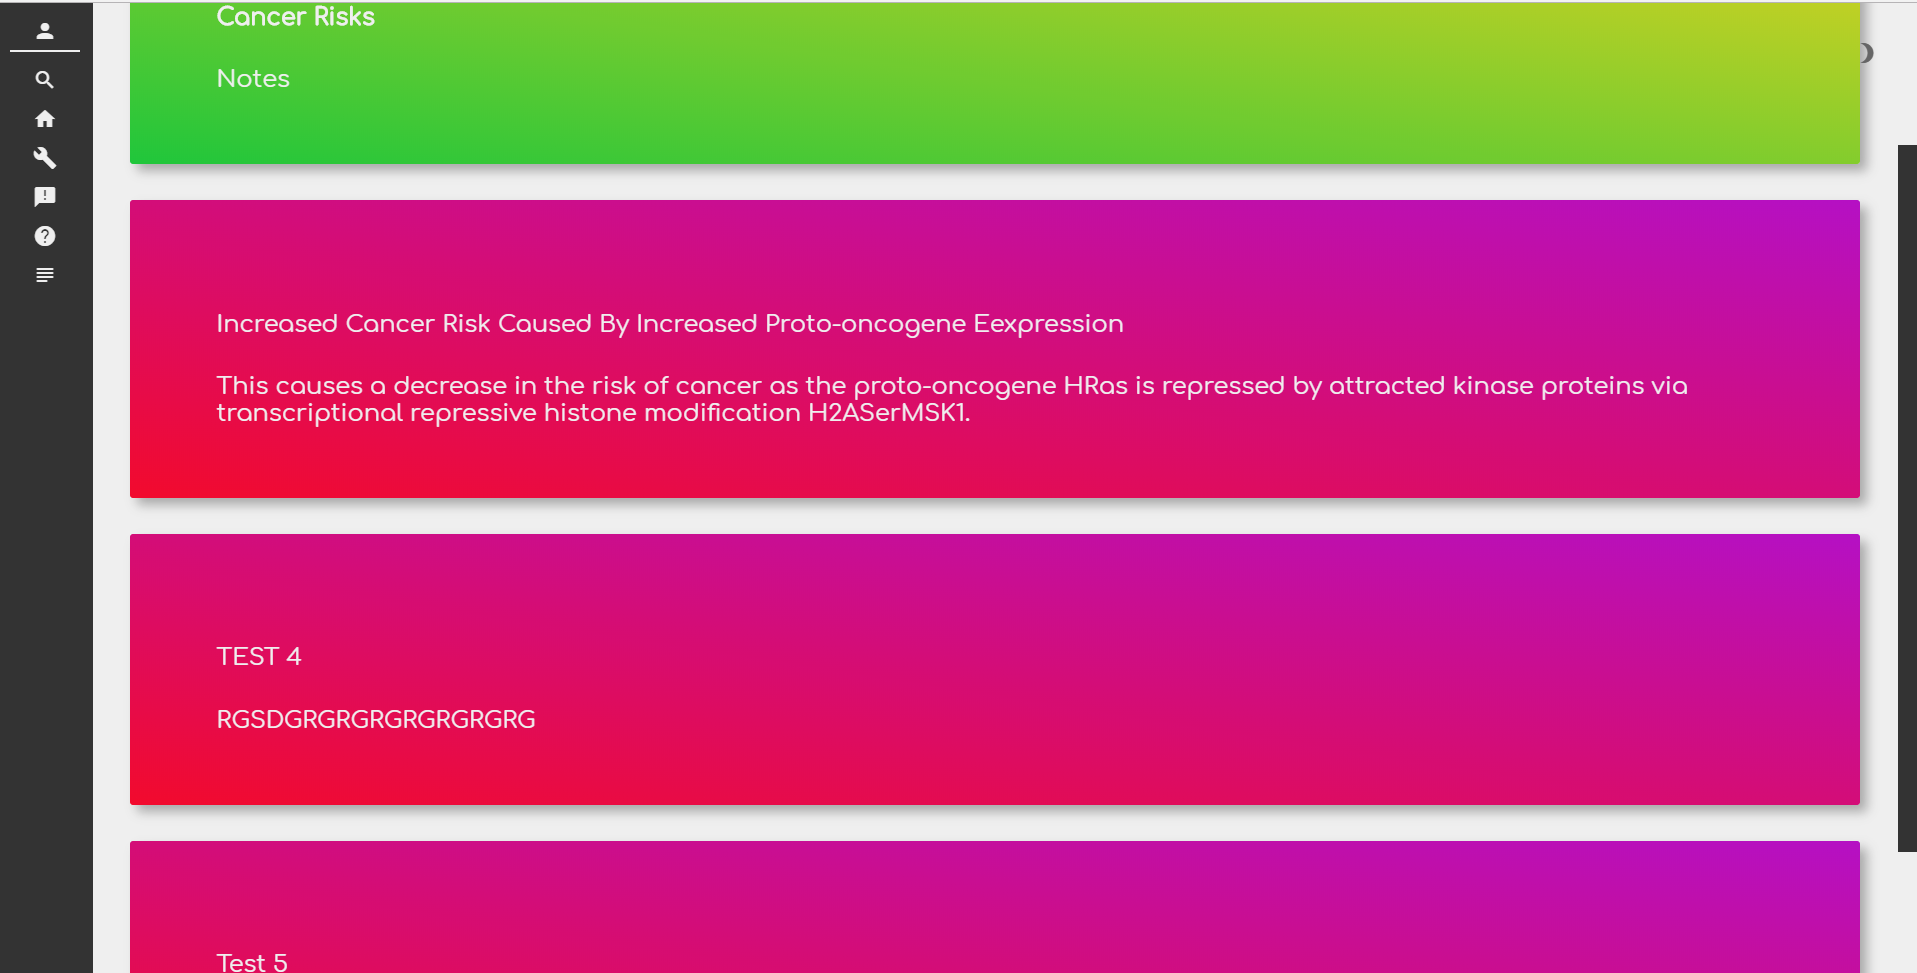 Cancer Risks
Notes
Increased Cancer Risk Caused By Increased Proto-oncogene Eexpression
This causes a decrease in the risk of cancer as the proto-oncogene HRas is repressed by attracted kinase proteins via
transcriptional repressive histone modification H2ASerMSK1.
TEST 4
RGSDGRGRGRGRGRGRGRG
Test 5